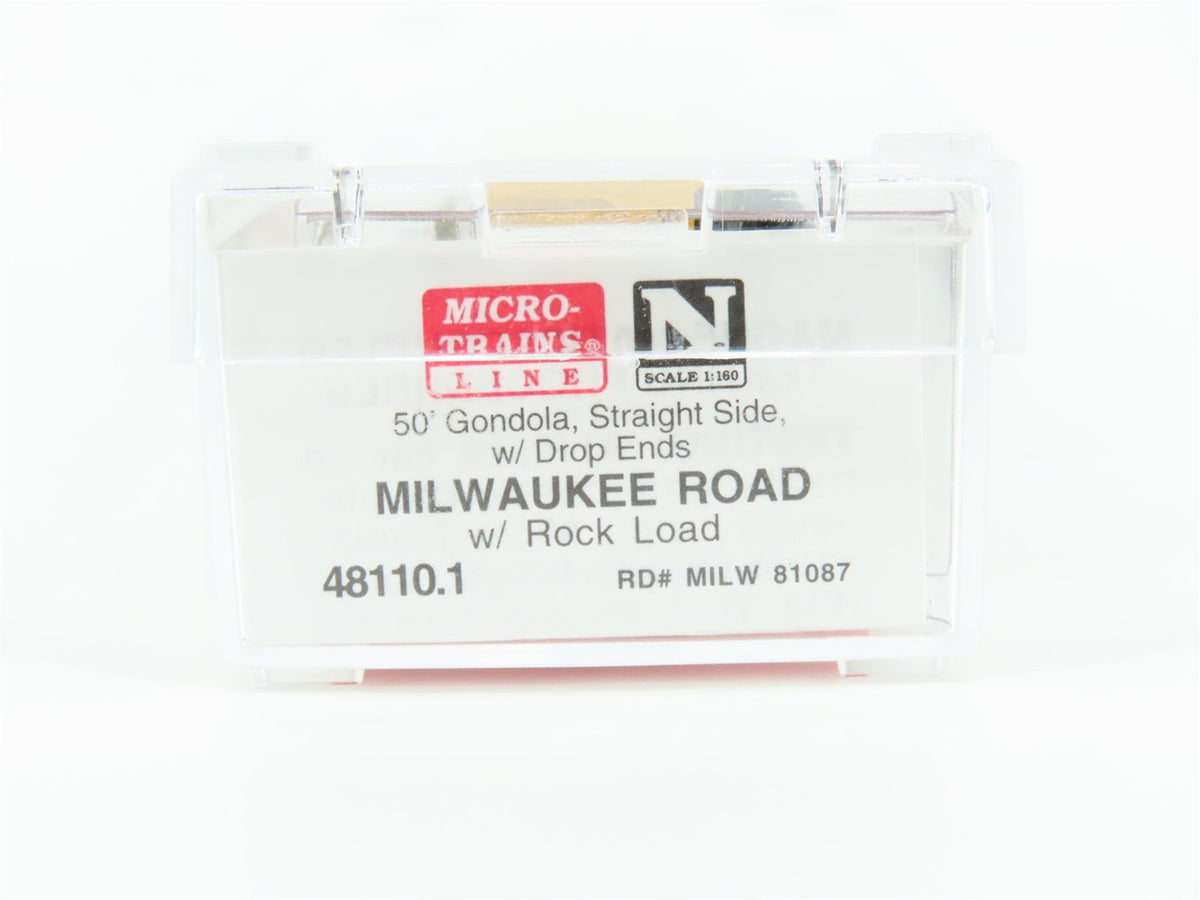 MICRO-
TRAINS®
LINE
N
SCALE 1:160
50' Gondola, Straight Side,
w/ Drop Ends
MILWAUKEE ROAD
w/ Rock Load
48110.1
RD# MILW 81087